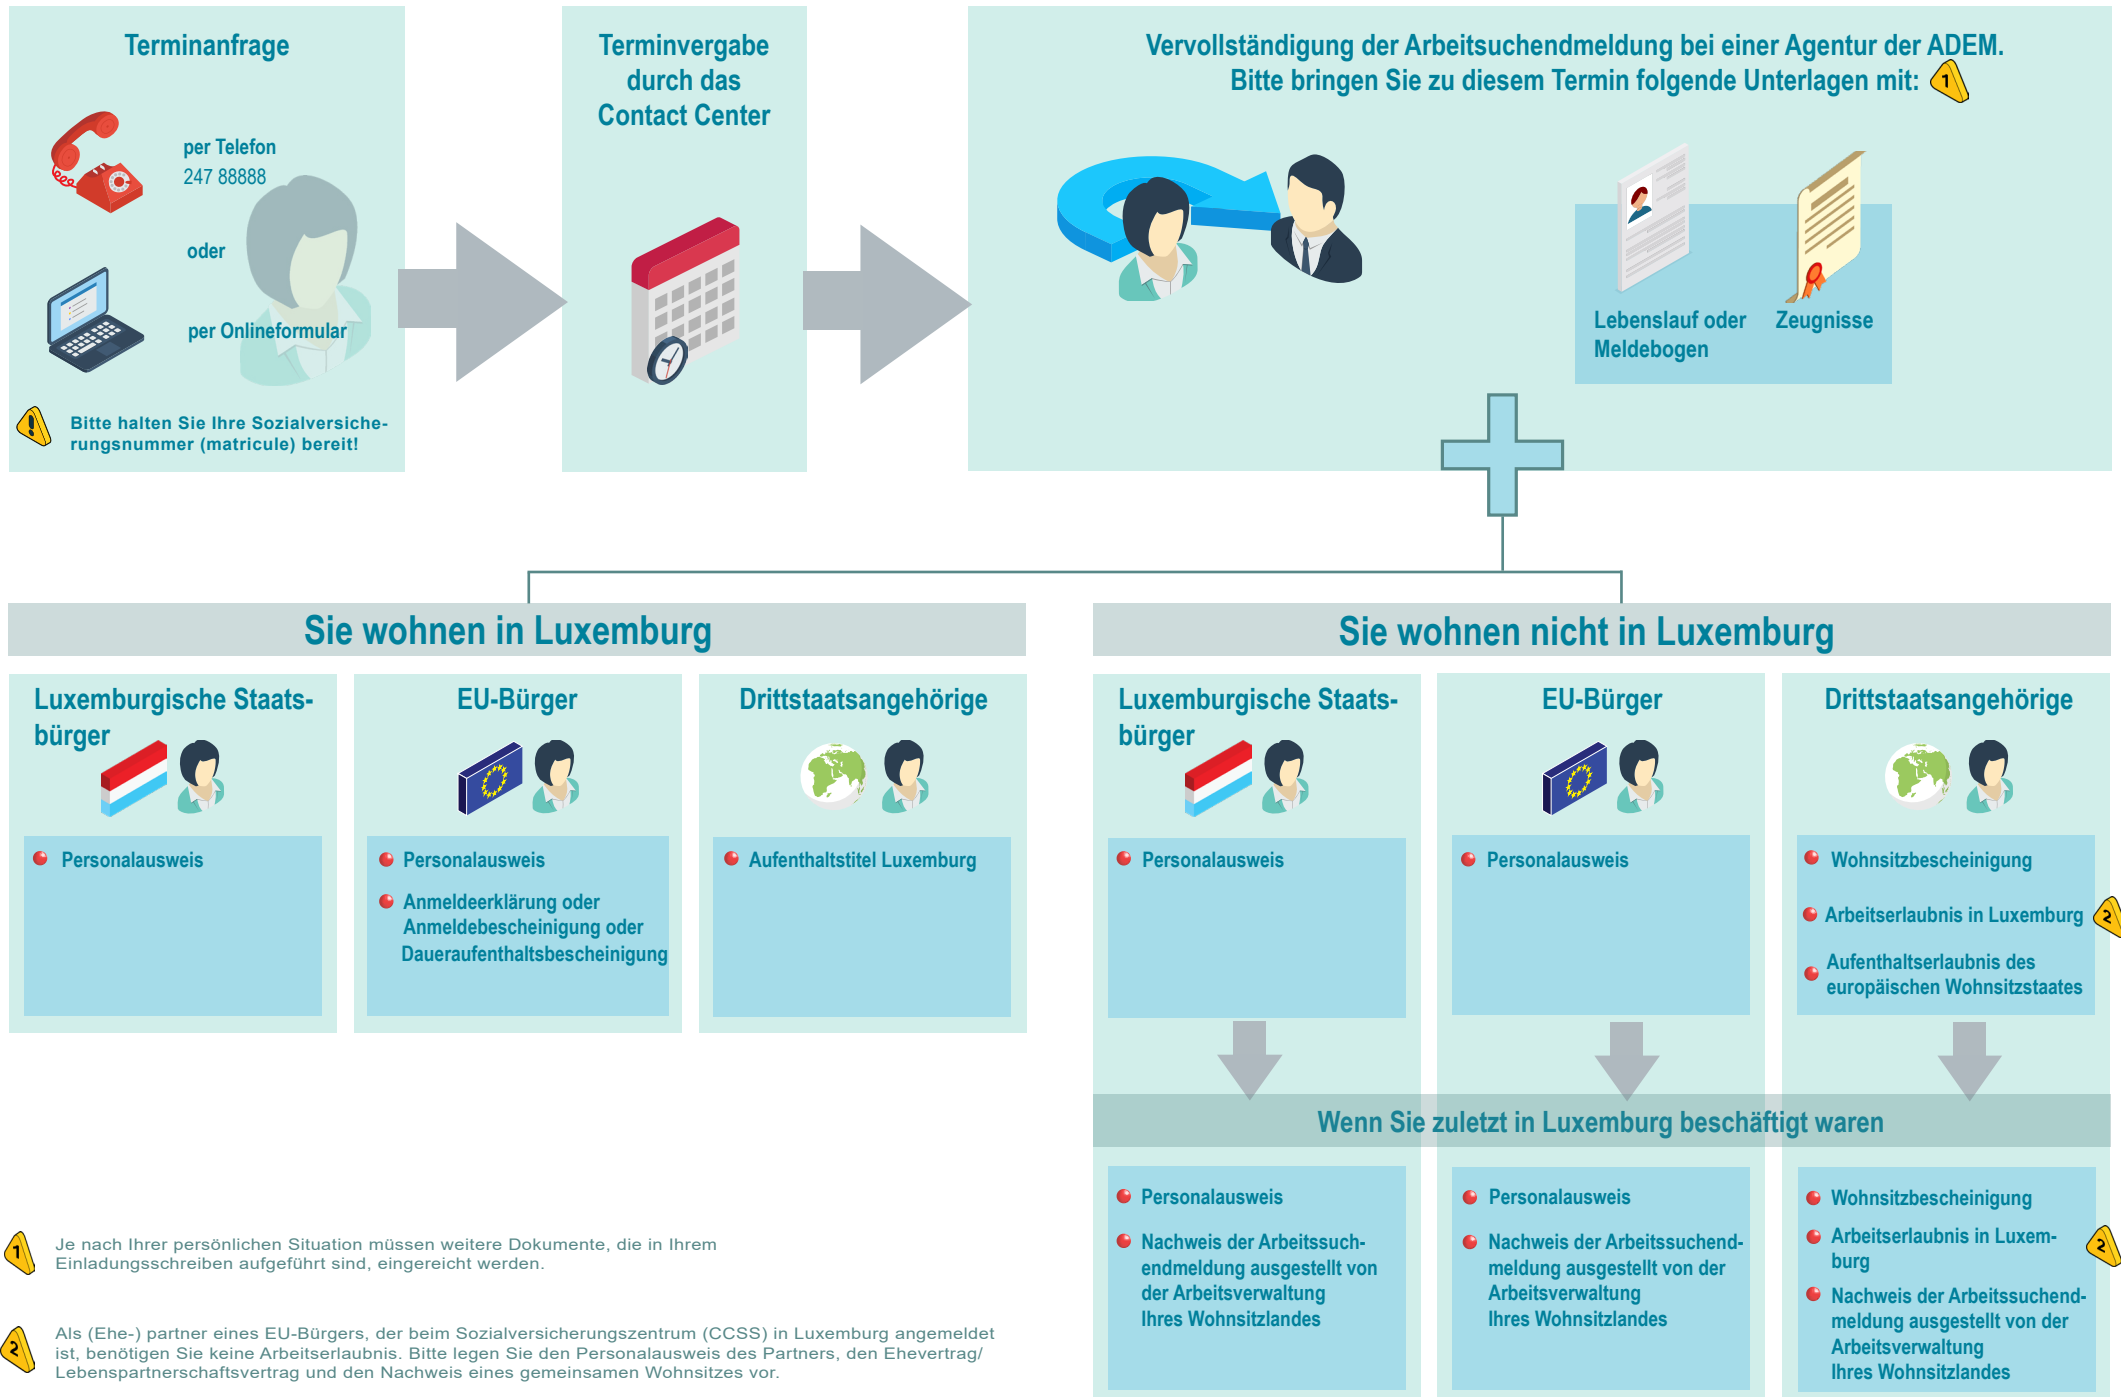 Terminanfrage
per Telefon
247 88888
oder
per Onlineformular
Bitte halten Sie Ihre Sozialversiche-
rungsnummer (matricule) bereit!
Terminvergabe
durch das
Contact Center
Vervollständigung der Arbeitsuchendmeldung bei einer Agentur der ADEM.
Bitte bringen Sie zu diesem Termin folgende Unterlagen mit: 1
Lebenslauf oder
Meldebogen
Zeugnisse
Sie wohnen in Luxemburg
Luxemburgische Staats-
bürger
Personalausweis
EU-Bürger
Personalausweis
Anmeldeerklärung oder
Anmeldebescheinigung oder
Daueraufenthaltsbescheinigung
Drittstaatsangehörige
Aufenthaltstitel Luxemburg
Sie wohnen nicht in Luxemburg
Luxemburgische Staats-
bürger
Personalausweis
EU-Bürger
Personalausweis
Drittstaatsangehörige
Wohnsitzbescheinigung
Arbeitserlaubnis in Luxemburg 2
Aufenthaltserlaubnis des
europäischen Wohnsitzstaates
Wenn Sie zuletzt in Luxemburg beschäftigt waren
Personalausweis
Nachweis der Arbeitssuch-
endmeldung ausgestellt von
der Arbeitsverwaltung
Ihres Wohnsitzlandes
Personalausweis
Nachweis der Arbeitssuchend-
meldung ausgestellt von der
Arbeitsverwaltung
Ihres Wohnsitzlandes
Wohnsitzbescheinigung
Arbeitserlaubnis in Luxem-
burg 2
Nachweis der Arbeitssuchend-
meldung ausgestellt von der
Arbeitsverwaltung
Ihres Wohnsitzlandes
1 Je nach Ihrer persönlichen Situation müssen weitere Dokumente, die in Ihrem
Einladungsschreiben aufgeführt sind, eingereicht werden.
2 Als (Ehe-) partner eines EU-Bürgers, der beim Sozialversicherungszentrum (CCSS) in Luxemburg angemeldet
ist, benötigen Sie keine Arbeitserlaubnis. Bitte legen Sie den Personalausweis des Partners, den Ehevertrag/
Lebenspartnerschaftsvertrag und den Nachweis eines gemeinsamen Wohnsitzes vor.